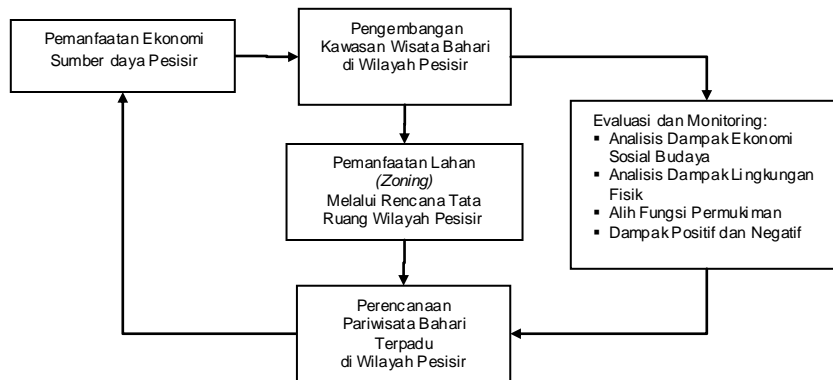 Pemanfaatan Ekonomi
Sumber daya Pesisir
Pengembangan
Kawasan Wisata Bahari
di Wilayah Pesisir
Evaluasi dan Monitoring:
▪ Analisis Dampak Ekonomi
Sosial Budaya
▪ Analisis Dampak Lingkungan
Fisik
▪ Alih Fungsi Permukiman
▪ Dampak Positif dan Negatif
Pemanfaatan Lahan
(Zoning)
Melalui Rencana Tata
Ruang Wilayah Pesisir
Perencanaan
Pariwisata Bahari
Terpadu
di Wilayah Pesisir